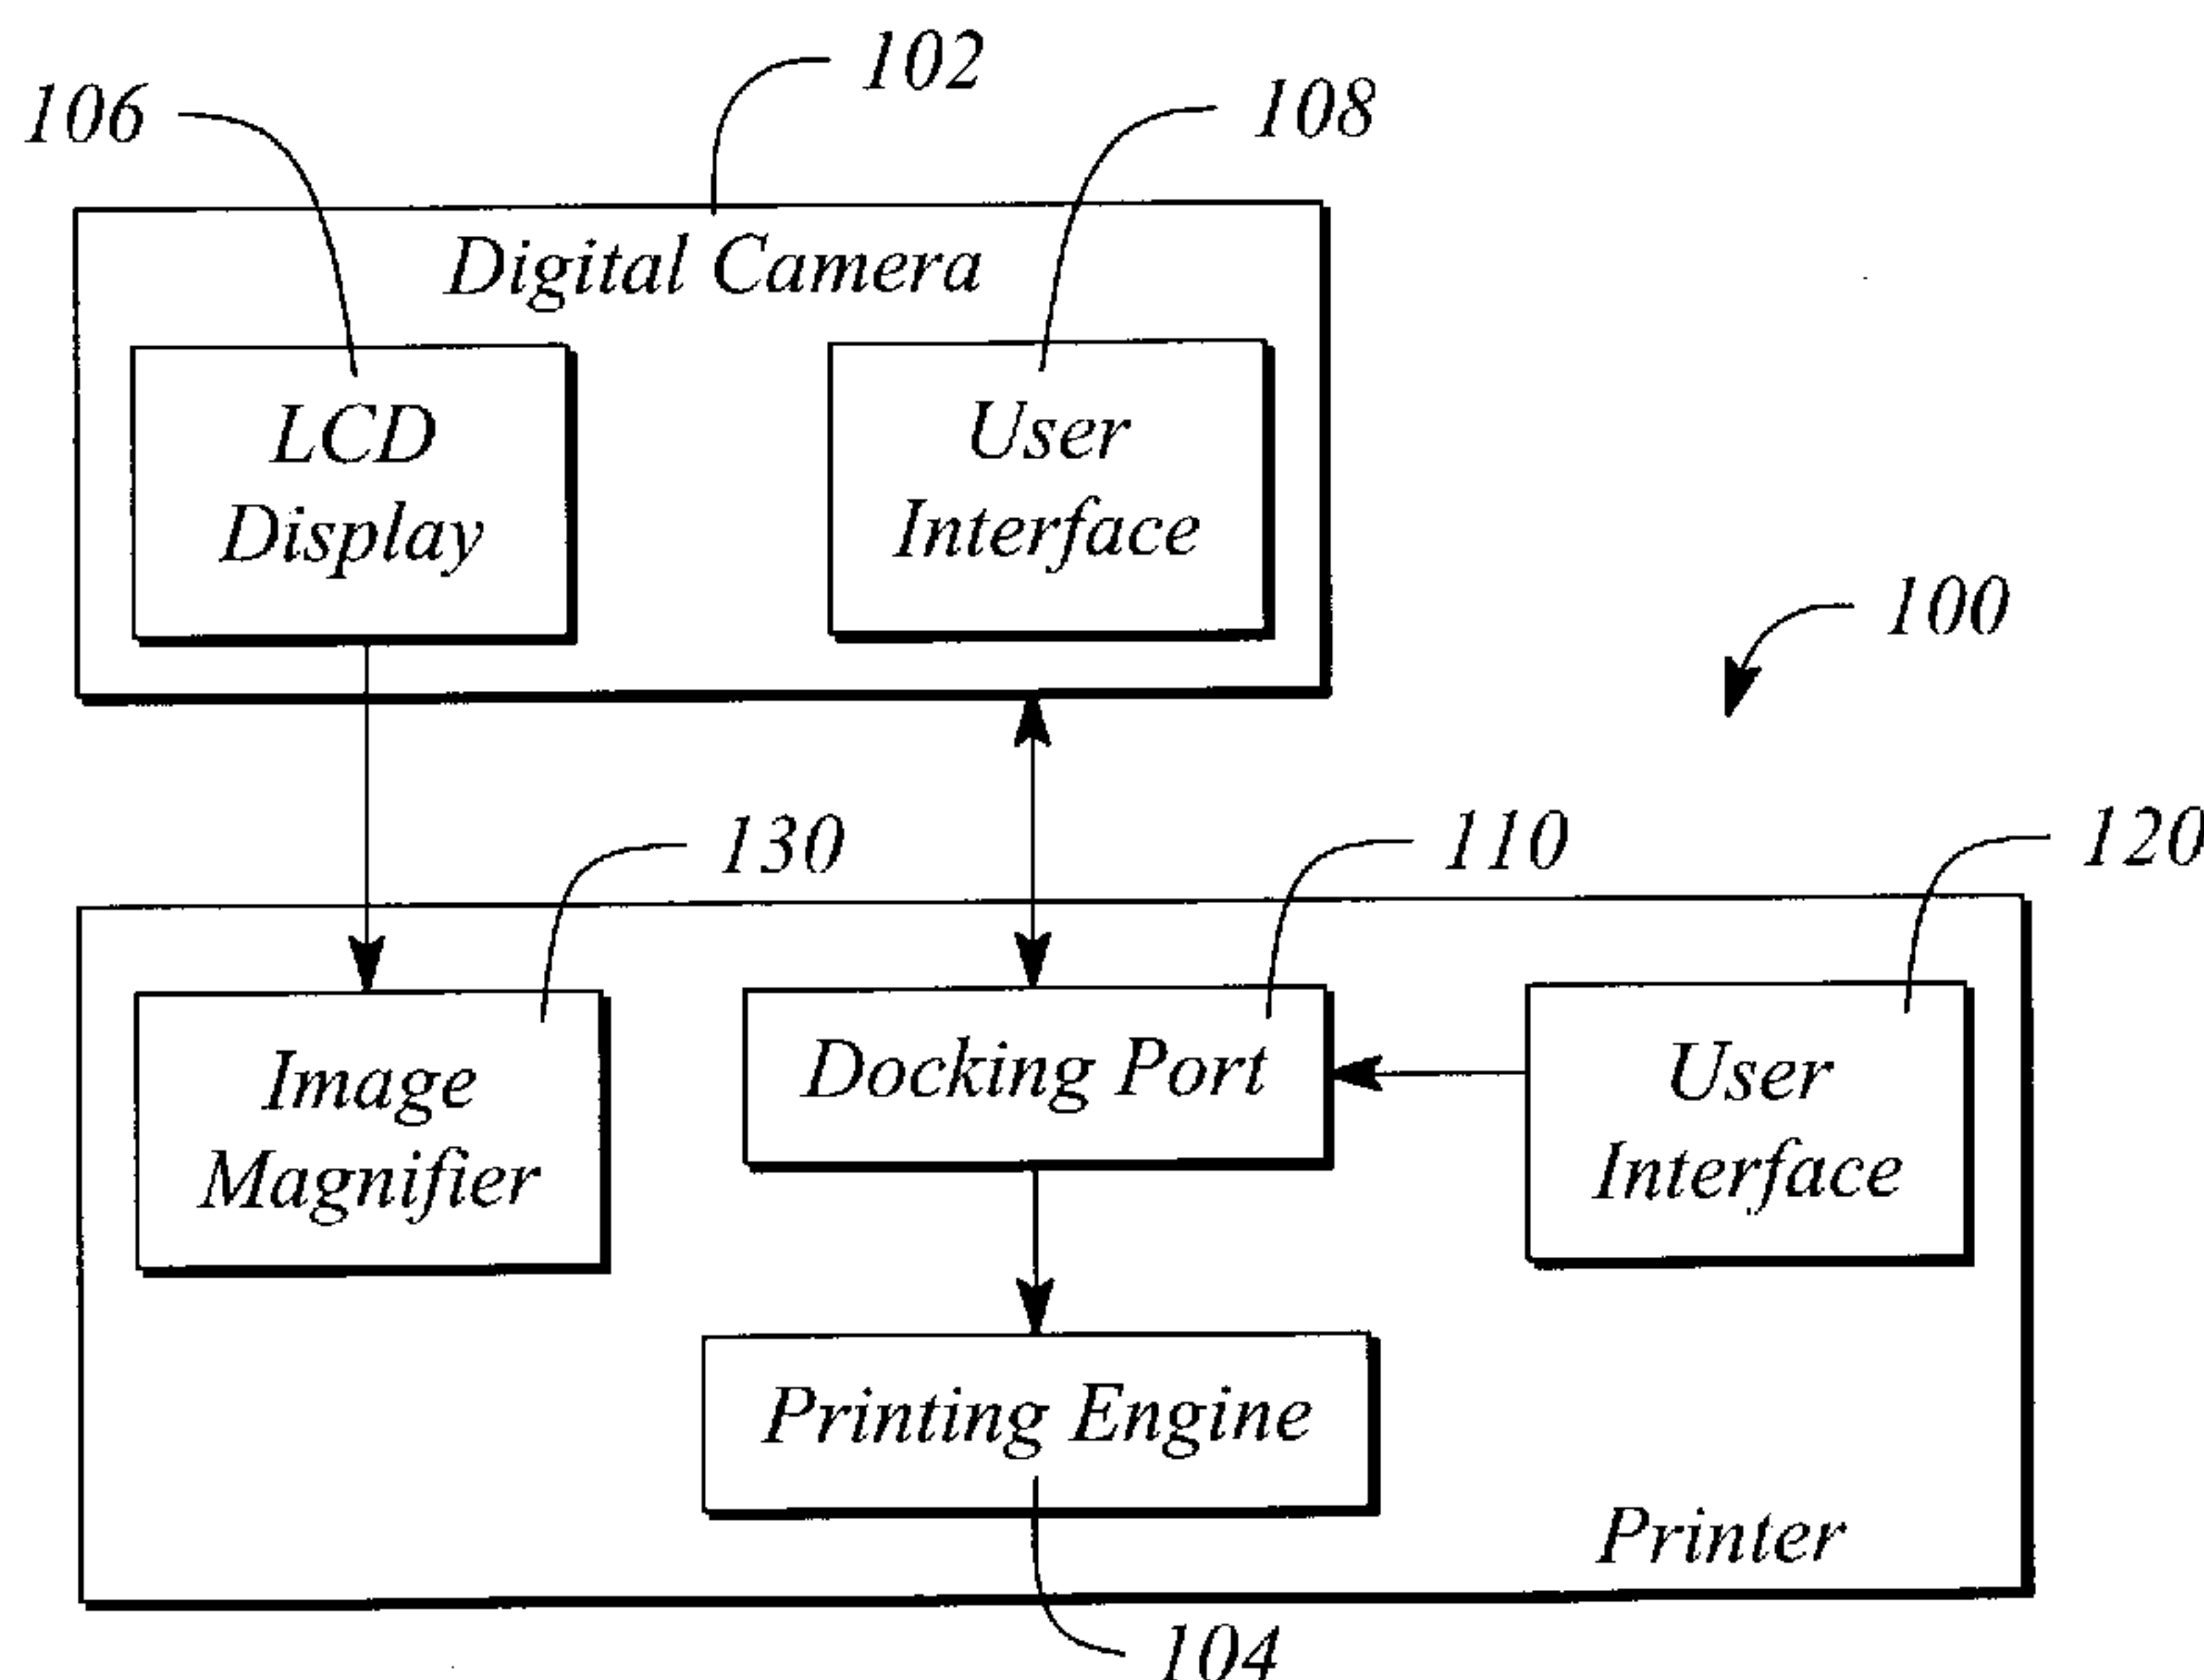 102
106
108
Digital Camera
LCD
Display
User
Interface
100
130
110
120
Image
Magnifier
Docking Port
User
Interface
Printing Engine
Printer
104